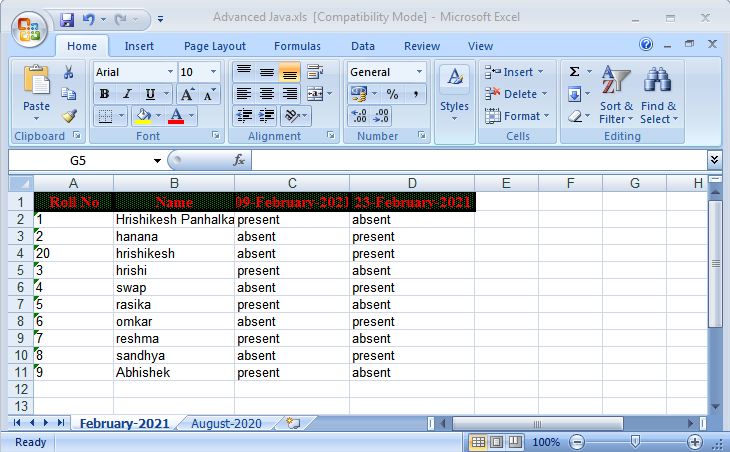 Advanced Java.xls [Compatibility Mode] - Microsoft Excel
Home Insert Page Layout Formulas Data Review View
Arial 10 General Insert Σ
Paste B I U A A % , Styles Delete Sort & Filter Find & Select
A .00 .0 Format
Clipboard Font Alignment Number Cells Editing
G5 fx
A B C D E F G H
1 Roll No Name 09-February-2021 23-February-2021
2 1 Hrishikesh Panhalka present absent
3 2 hanana absent present
4 20 hrishikesh absent present
5 3 hrishi present absent
6 4 swap absent present
7 5 rasika present absent
8 6 omkar absent present
9 7 reshma present absent
10 8 sandhya absent present
11 9 Abhishek present absent
12
13
February-2021 August-2020
Ready 100%